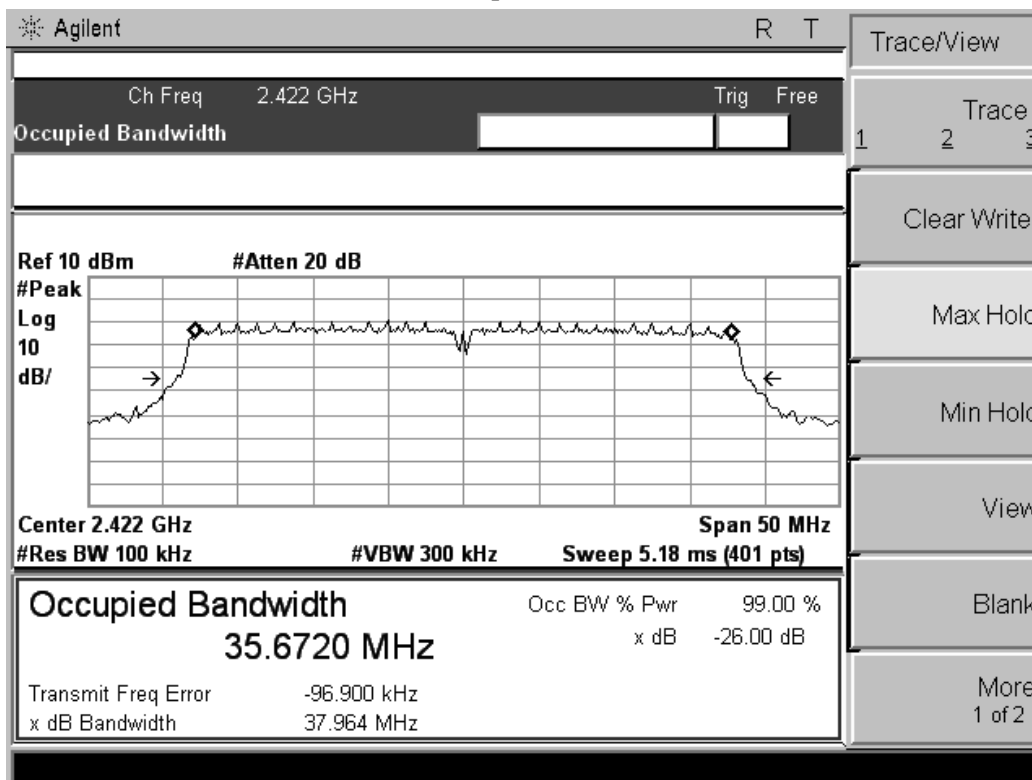 Agilent R T
Trace/View
Ch Freq 2.422 GHz Trig Free
Occupied Bandwidth
Trace
1 2 3
Clear Write
Max Hold
Min Hold
View
Blank
More
1 of 2
Ref 10 dBm #Atten 20 dB
#Peak
Log
10
dB/
Center 2.422 GHz Span 50 MHz
#Res BW 100 kHz #VBW 300 kHz Sweep 5.18 ms (401 pts)
Occupied Bandwidth
35.6720 MHz
Occ BW % Pwr 99.00 %
x dB -26.00 dB
Transmit Freq Error -96.900 kHz
x dB Bandwidth 37.964 MHz